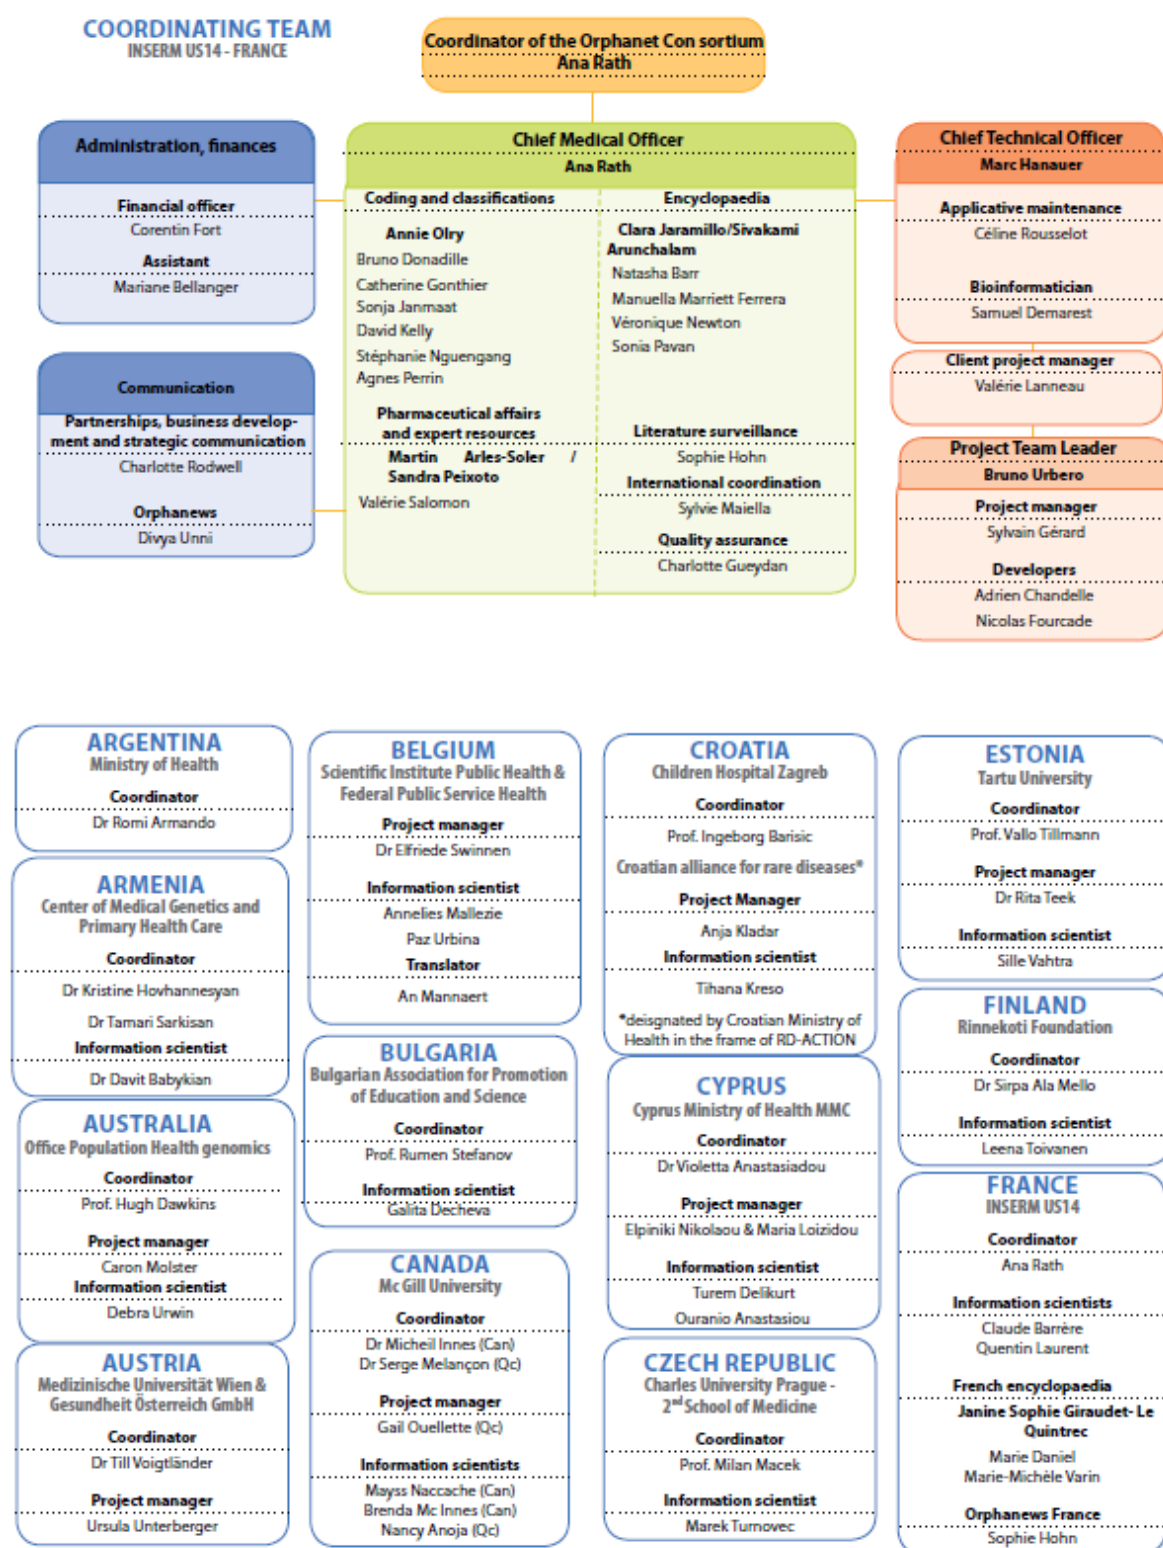 COORDINATING TEAM
INSERM US14 - FRANCE
Coordinator of the Orphanet Con sortium
Ana Rath
Administration, finances
Financial officer
Corentin Fort
Assistant
Mariane Bellanger
Communication
Partnerships, business develop-
ment and strategic communication
Charlotte Rodwell
Orphanews
Divya Unni
Chief Medical Officer
Ana Rath
Coding and classifications
Annie Olry
Bruno Donadille
Catherine Gonthier
Sonja Janmaat
David Kelly
Stéphanie Nguengang
Agnes Perrin
Pharmaceutical affairs
and expert resources
Martin Arles-Soler /
Sandra Peixoto
Valérie Salomon
Encyclopaedia
Clara Jaramillo/Sivakami
Arunchalam
Natasha Barr
Manuella Marriett Ferrera
Véronique Newton
Sonia Pavan
Literature surveillance
Sophie Hohn
International coordination
Sylvie Maiella
Quality assurance
Charlotte Gueydan
Chief Technical Officer
Marc Hanauer
Applicative maintenance
Céline Rousselot
Bioinformatician
Samuel Demarest
Client project manager
Valérie Lanneau
Project Team Leader
Bruno Urbero
Project manager
Sylvain Gérard
Developers
Adrien Chandelle
Nicolas Fourcade
ARGENTINA
Ministry of Health
Coordinator
Dr Romi Armando
ARMENIA
Center of Medical Genetics and
Primary Health Care
Coordinator
Dr Kristine Hovhannesyan
Dr Tamari Sarkisan
Information scientist
Dr Davit Babykian
AUSTRALIA
Office Population Health genomics
Coordinator
Prof. Hugh Dawkins
Project manager
Caron Molster
Information scientist
Debra Urwin
AUSTRIA
Medizinische Universität Wien &
Gesundheit Österreich GmbH
Coordinator
Dr Till Voigtländer
Project manager
Ursula Unterberger
BELGIUM
Scientific Institute Public Health &
Federal Public Service Health
Project manager
Dr Elfriede Swinnen
Information scientist
Annelies Mallezie
Paz Urbina
Translator
An Mannaert
BULGARIA
Bulgarian Association for Promotion
of Education and Science
Coordinator
Prof. Rumen Stefanov
Information scientist
Galita Decheva
CANADA
Mc Gill University
Coordinator
Dr Micheil Innes (Can)
Dr Serge Melançon (Qc)
Project manager
Gail Ouellette (Qc)
Information scientists
Mayss Naccache (Can)
Brenda Mc Innes (Can)
Nancy Anoja (Qc)
CROATIA
Children Hospital Zagreb
Coordinator
Prof. Ingeborg Barisic
Croatian alliance for rare diseases*
Project Manager
Anja Kladar
Information scientist
Tihana Kreso
*deisgnated by Croatian Ministry of
Health in the frame of RD-ACTION
CYPRUS
Cyprus Ministry of Health MMC
Coordinator
Dr Violetta Anastasiadou
Project manager
Elpiniki Nikolaou & Maria Loizidou
Information scientist
Turem Delikurt
Ouranio Anastasiou
CZECH REPUBLIC
Charles University Prague -
2nd School of Medicine
Coordinator
Prof. Milan Macek
Information scientist
Marek Turnovec
ESTONIA
Tartu University
Coordinator
Prof. Vallo Tillmann
Project manager
Dr Rita Teek
Information scientist
Sille Vahtra
FINLAND
Rinnekoti Foundation
Coordinator
Dr Sirpa Ala Mello
Information scientist
Leena Toivanen
FRANCE
INSERM US14
Coordinator
Ana Rath
Information scientists
Claude Barrère
Quentin Laurent
French encyclopaedia
Janine Sophie Giraudet- Le
Quintrec
Marie Daniel
Marie-Michèle Varin
Orphanews France
Sophie Hohn